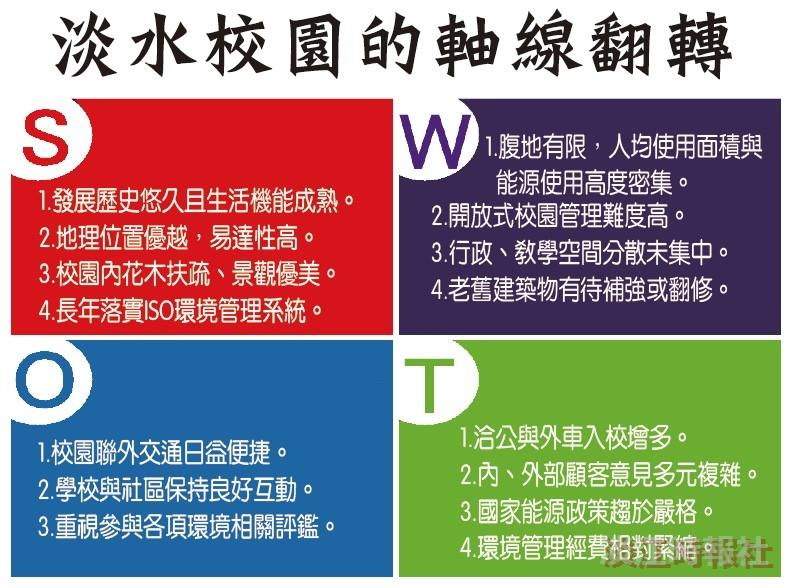 淡水校園的軸線翻轉
S
1.發展歷史悠久且生活機能成熟。
2.地理位置優越，易達性高。
3.校園內花木扶疏、景觀優美。
4.長年落實ISO環境管理系統。
W
1.腹地有限，人均使用面積與
能源使用高度密集。
2.開放式校園管理難度高。
3.行政、教學空間分散未集中。
4.老舊建築物有待補強或翻修。
O
1.校園聯外交通日益便捷。
2.學校與社區保持良好互動。
3.重視參與各項環境相關評鑑。
T
1.洽公與外車入校增多。
2.內、外部顧客意見多元複雜。
3.國家能源政策趨於嚴格。
4.環境管理經費相對緊縮。
淡江時報社